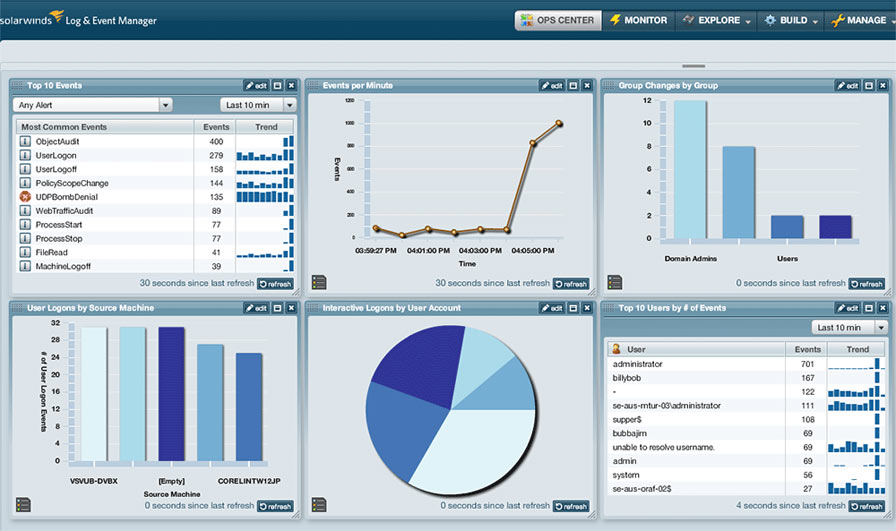 solarwinds Log & Event Manager
OPS CENTER MONITOR EXPLORE BUILD MANAGE
Top 10 Events edit
Any Alert Last 10 min
Most Common Events Events Trend
ObjectAudit 400
UserLogon 279
UserLogoff 158
PolicyScopeChange 144
UDPBombDenial 135
WebTrafficAudit 89
ProcessStart 77
ProcessStop 77
FileRead 41
MachineLogoff 39
30 seconds since last refresh refresh
Events per Minute edit
1200
1000
800
600
400
200
0
Events
03:59:27 PM 04:01:00 PM 04:03:00 PM 04:05:00 PM
Time
30 seconds since last refresh refresh
Group Changes by Group edit
12
10
8
6
4
2
0
Domain Admins Users
0 seconds since last refresh refresh
User Logons by Source Machine edit
32
28
24
20
16
12
8
4
0
# of User Logon Events
VSVUB-DVBX [Empty] CORELINTW12JP
Source Machine
0 seconds since last refresh refresh
Interactive Logons by User Account edit
0 seconds since last refresh refresh
Top 10 Users by # of Events edit
Last 10 min
User Events Trend
administrator 701
billybob 167
- 122
se-aus-mtur-03\administrator 111
supper$ 108
bubbajim 69
unable to resolve username. 69
admin 69
system 56
se-aus-oraf-02$ 27
4 seconds since last refresh refresh